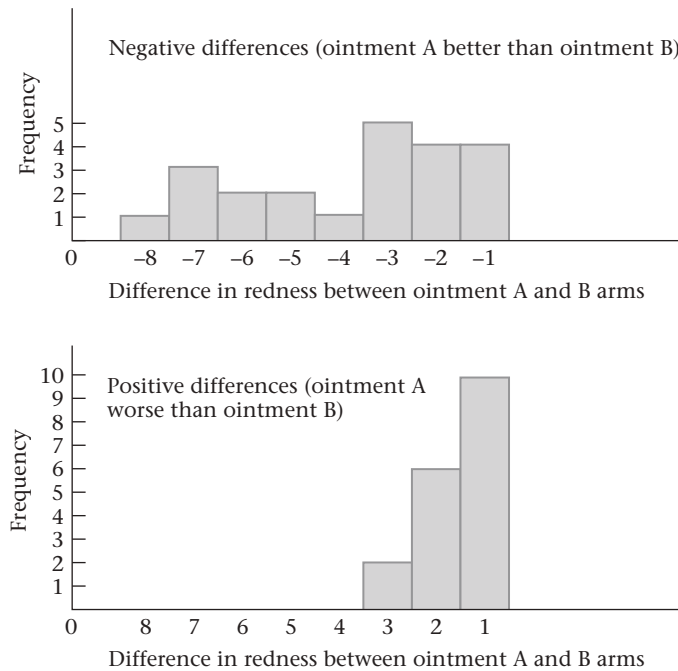 Negative differences (ointment A better than ointment B)
Frequency
5
4
3
2
1
0 –8 –7 –6 –5 –4 –3 –2 –1
Difference in redness between ointment A and B arms
Positive differences (ointment A
worse than ointment B)
Frequency
10
9
8
7
6
5
4
3
2
1
0 8 7 6 5 4 3 2 1
Difference in redness between ointment A and B arms